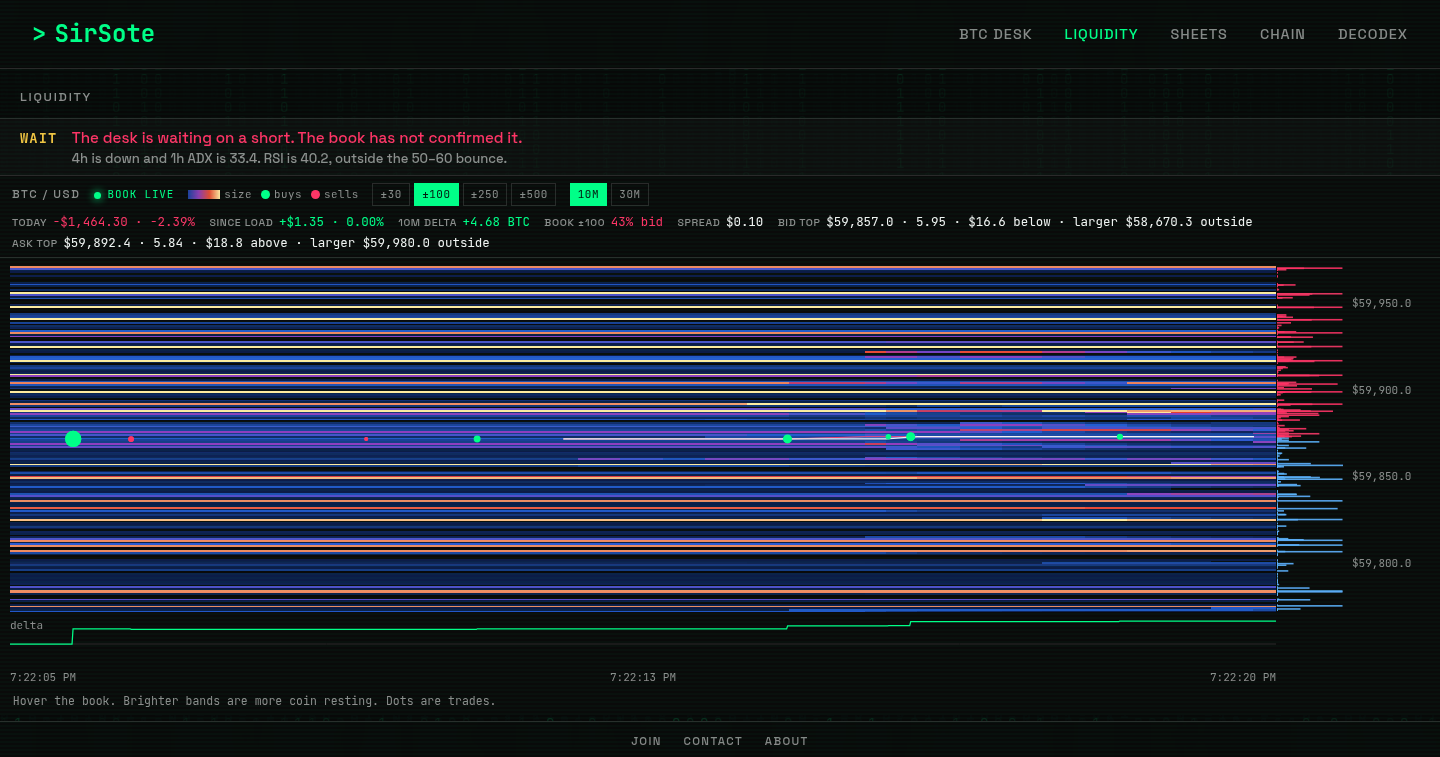 > SirSote
BTC DESK LIQUIDITY SHEETS CHAIN DECODEX
LIQUIDITY
WAIT The desk is waiting on a short. The book has not confirmed it.
4h is down and 1h ADX is 33.4. RSI is 40.2, outside the 50–60 bounce.
BTC / USD BOOK LIVE size buys sells ±30 ±100 ±250 ±500 10M 30M
TODAY -$1,464.30 · -2.39% SINCE LOAD +$1.35 · 0.00% 10M DELTA +4.68 BTC BOOK ±100 43% bid SPREAD $0.10 BID TOP $59,857.0 · 5.95 · $16.6 below · larger $58,670.3 outside
ASK TOP $59,892.4 · 5.84 · $18.8 above · larger $59,980.0 outside
$59,950.0
$59,900.0
$59,850.0
$59,800.0
delta
7:22:05 PM 7:22:13 PM 7:22:20 PM
Hover the book. Brighter bands are more coin resting. Dots are trades.
JOIN CONTACT ABOUT